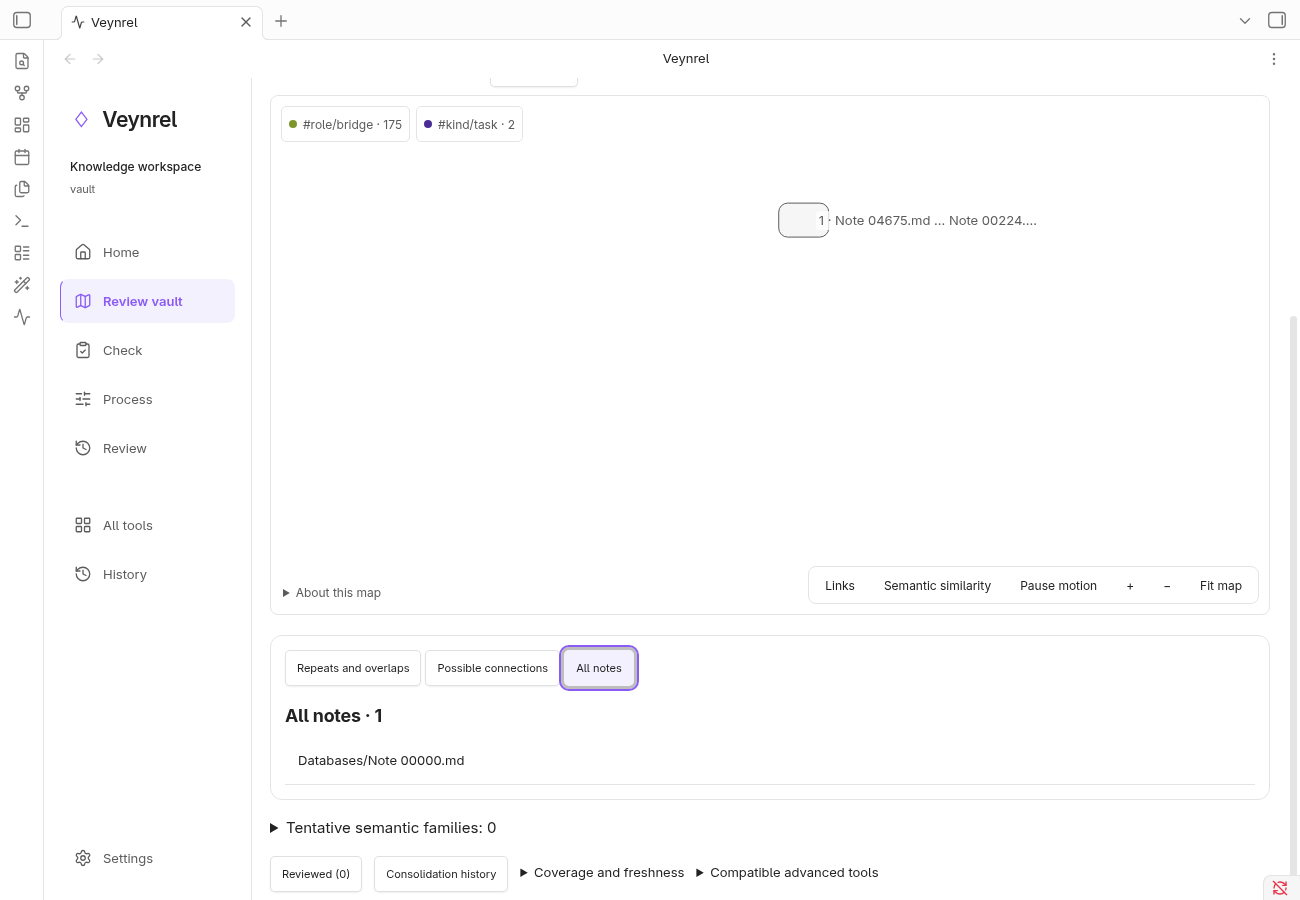 Veynrel
Veynrel
Veynrel
Knowledge workspace
vault
Home
Review vault
Check
Process
Review
All tools
History
Settings
#role/bridge · 175
#kind/task · 2
1 · Note 04675.md ... Note 00224....
About this map
Links
Semantic similarity
Pause motion
+
−
Fit map
Repeats and overlaps
Possible connections
All notes
All notes · 1
Databases/Note 00000.md
Tentative semantic families: 0
Reviewed (0)
Consolidation history
Coverage and freshness
Compatible advanced tools